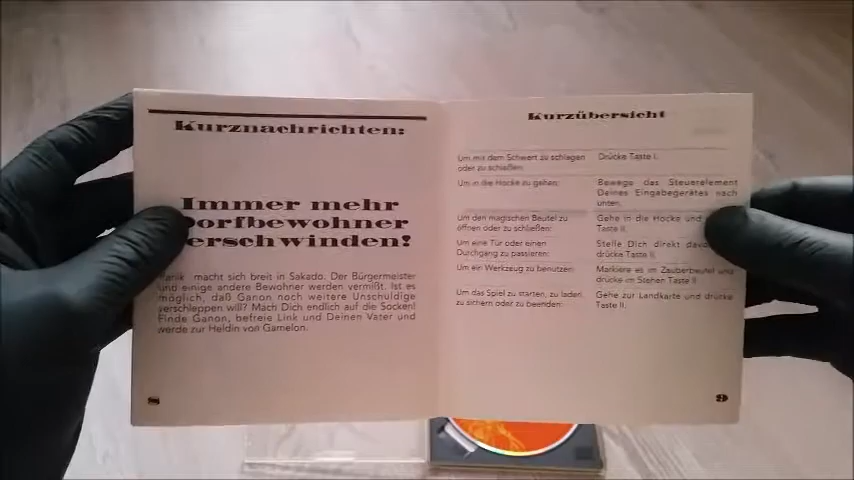 Kurznachrichten:
Immer mehr
Dorfbewohner
verschwinden!
Panik macht sich breit in Sakado. Der Bürgermeister
und einige andere Bewohner werden vermißt. Ist es
möglich, daß Ganon noch weitere Unschuldige
verschleppen will? Mach Dich endlich auf die Socken!
Finde Ganon, befreie Link und Deinen Vater und
werde zur Heldin von Gamelon.
8
Kurzübersicht
Um mit dem Schwert zu schlagen Drücke Taste I.
oder zu schießen:
Um in die Hocke zu gehen: Bewege das Steuerelement
Deines Eingabegerätes nach
unten.
Um den magischen Beutel zu Gehe in die Hocke und
öffnen oder zu schließen: Taste II.
Um eine Tür oder einen Stelle Dich direkt
Durchgang zu passieren: drücke Taste II.
Um ein Werkzeug zu benutzen: Markiere es im Zauberbeutel und
drücke im Stehen Taste II.
Um das Spiel zu starten, zu laden, Gehe zur Landkarte und drücke
zu sichern oder zu beenden: Taste II.
9